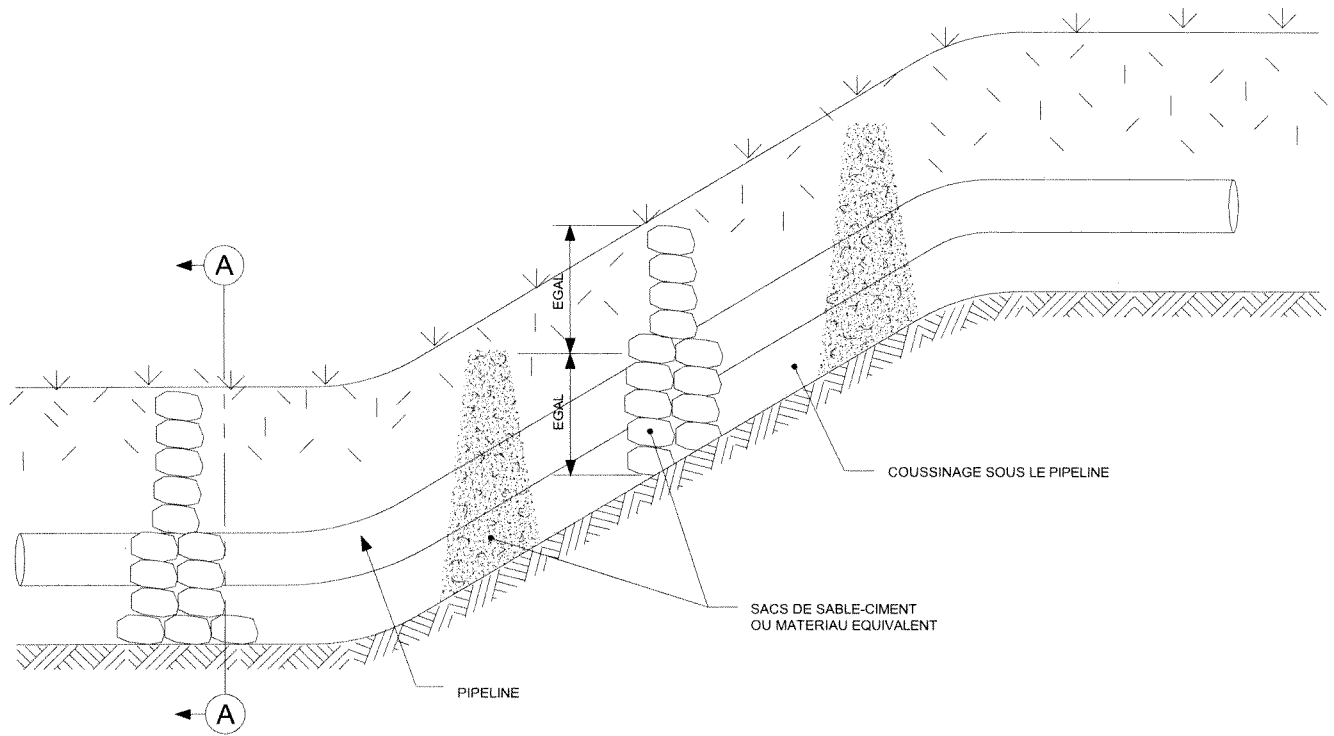 A
EGAL
EGAL
COUSSINAGE SOUS LE PIPELINE
SACS DE SABLE-CIMENT
OU MATERIAU EQUIVALENT
PIPELINE
A